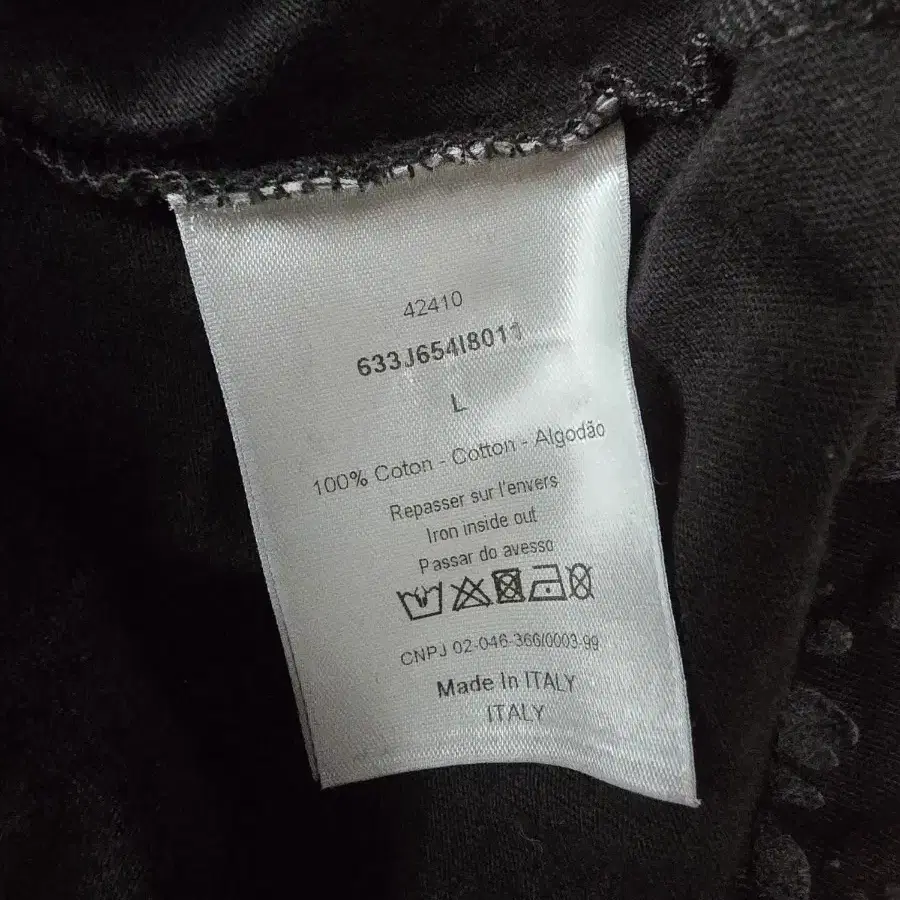 42410
633J654I8011
L
100% Coton - Cotton - Algodão
Repasser sur l'envers
Iron inside out
Passar do avesso
CNPJ 02-046-366/0003-99
Made In ITALY
ITALY